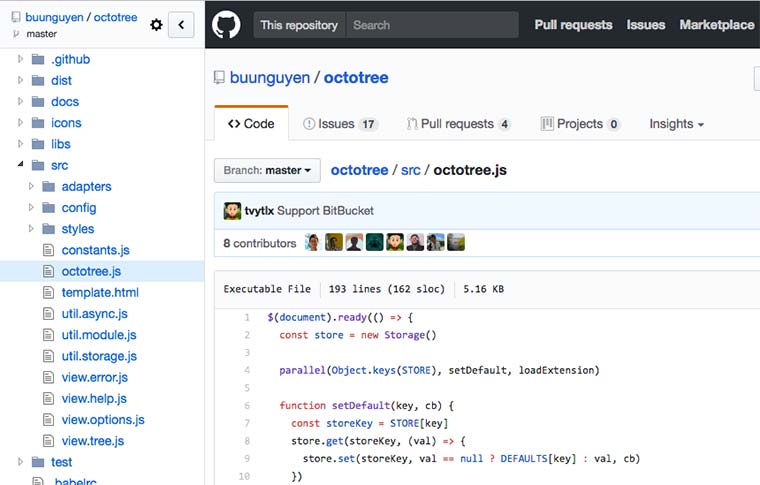 buunguyen / octotree
master
.github
dist
docs
icons
libs
src
adapters
config
styles
constants.js
octotree.js
template.html
util.async.js
util.module.js
util.storage.js
view.error.js
view.help.js
view.options.js
view.tree.js
test
.babelrc
This repository Search Pull requests Issues Marketplace
buunguyen / octotree
<> Code Issues 17 Pull requests 4 Projects 0 Insights
Branch: master octotree / src / octotree.js
tvytlx Support BitBucket
8 contributors
Executable File 193 lines (162 sloc) 5.16 KB
1 $(document).ready(() => {
2 const store = new Storage()
3
4 parallel(Object.keys(STORE), setDefault, loadExtension)
5
6 function setDefault(key, cb) {
7 const storeKey = STORE[key]
8 store.get(storeKey, (val) => {
9 store.set(storeKey, val == null ? DEFAULTS[key] : val, cb)
10 })